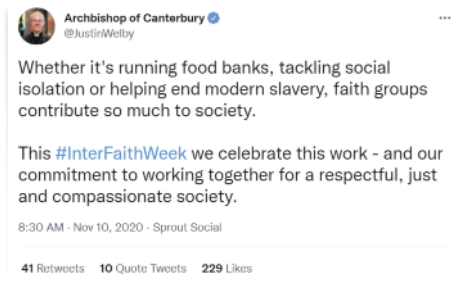 Archbishop of Canterbury
@JustinWelby
Whether it's running food banks, tackling social
isolation or helping end modern slavery, faith groups
contribute so much to society.
This #InterFaithWeek we celebrate this work - and our
commitment to working together for a respectful, just
and compassionate society.
8:30 AM · Nov 10, 2020 · Sprout Social
41 Retweets 10 Quote Tweets 229 Likes